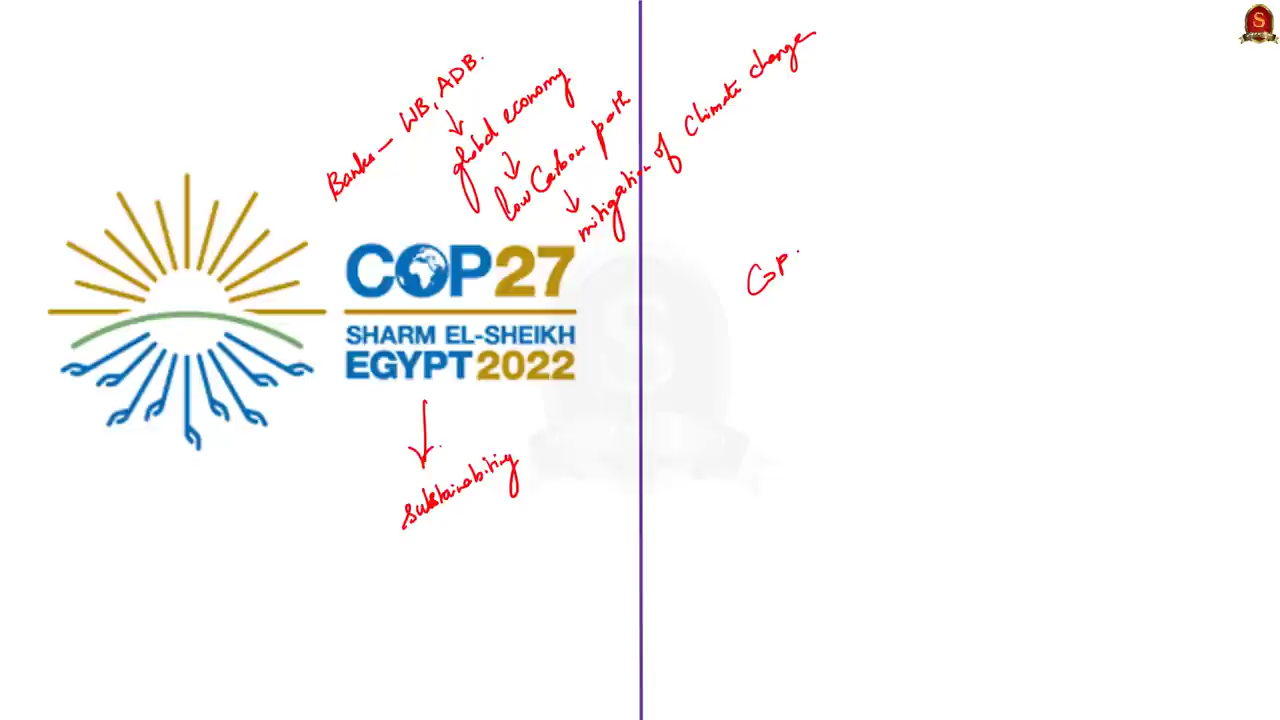 Banks – WB, ADB.
↓
global economy
↓
low Carbon path
↓
mitigation of Climate change
COP27
SHARM EL-SHEIKH
EGYPT 2022
↓
sustainability
S